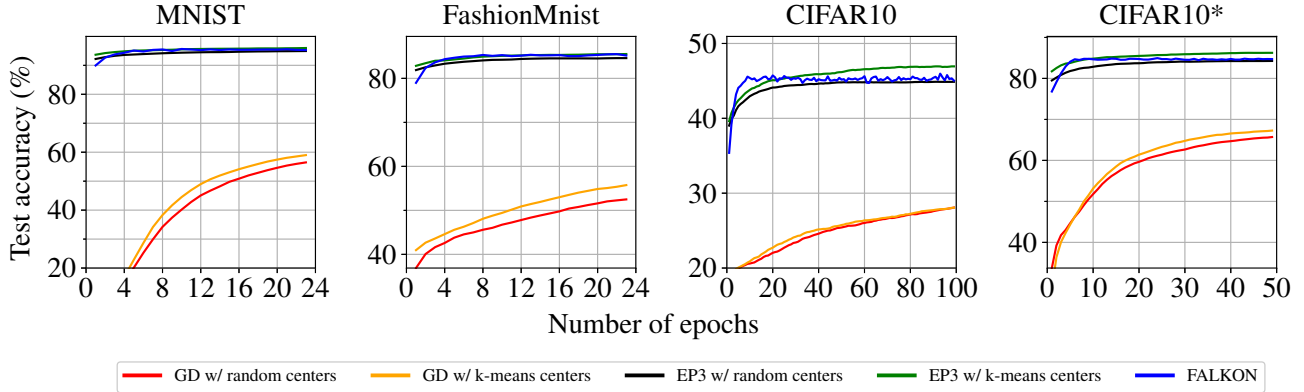 MNIST
FashionMnist
CIFAR10
CIFAR10*
Test accuracy (%)
80
60
40
20
0 4 8 12 16 20 24
80
60
40
0 4 8 12 16 20 24
50
40
30
20
0 20 40 60 80 100
80
60
40
0 10 20 30 40 50
Number of epochs
GD w/ random centers GD w/ k-means centers EP3 w/ random centers EP3 w/ k-means centers FALKON